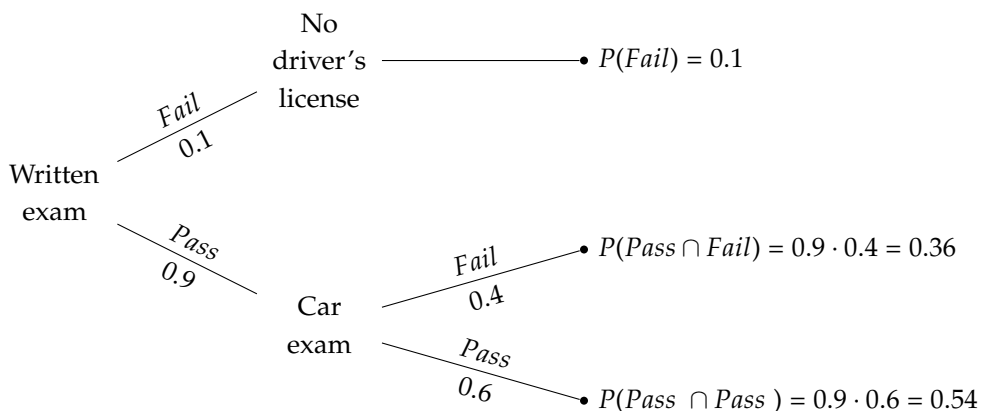 No
driver's
license
P(Fail) = 0.1
Fail
0.1
Written
exam
Pass
0.9
Fail
0.4
P(Pass ∩ Fail) = 0.9 · 0.4 = 0.36
Car
exam
Pass
0.6
P(Pass ∩ Pass ) = 0.9 · 0.6 = 0.54